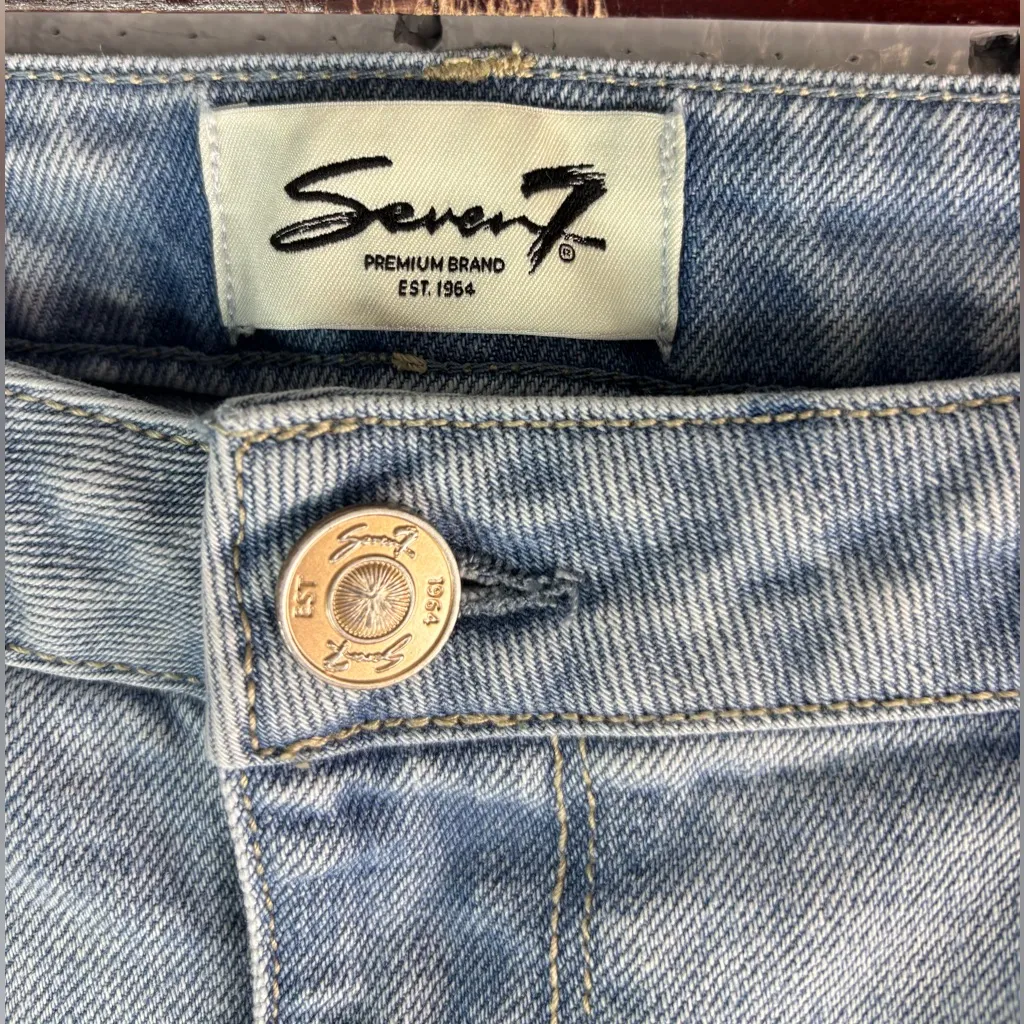 Seven7
®
PREMIUM BRAND
EST. 1964
Seven7
EST 1964
Seven7